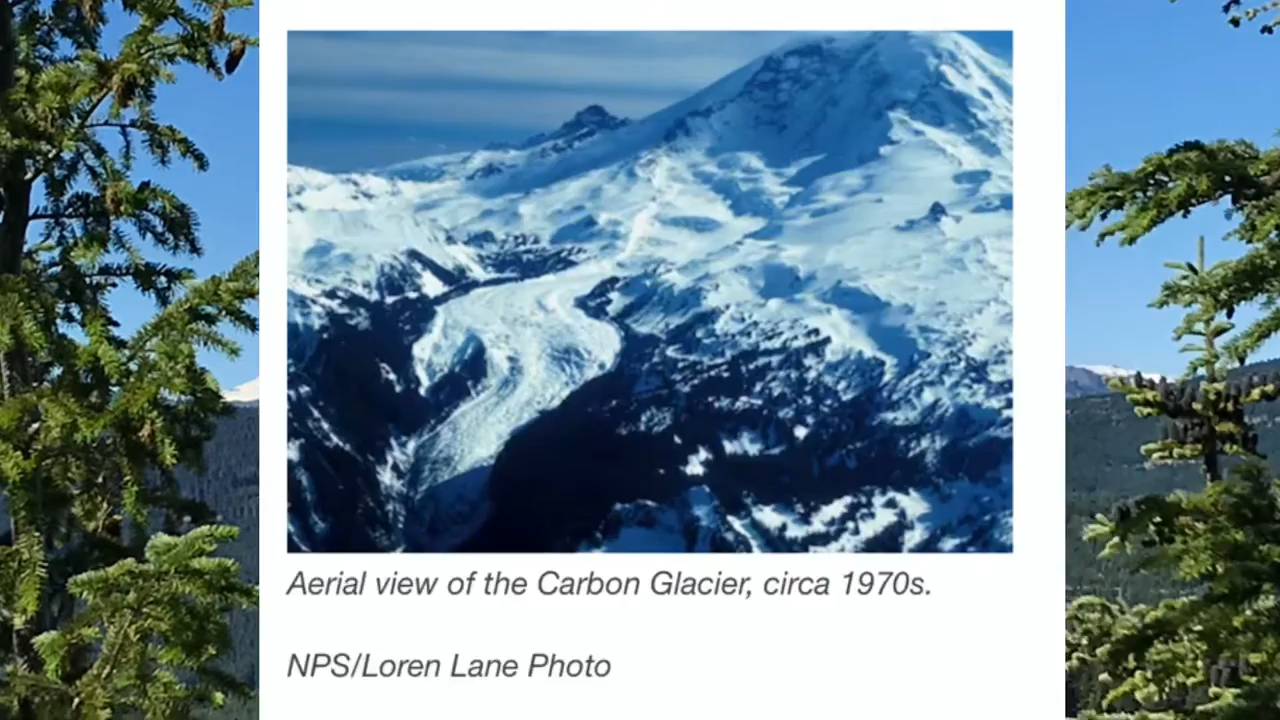 Aerial view of the Carbon Glacier, circa 1970s.
NPS/Loren Lane Photo